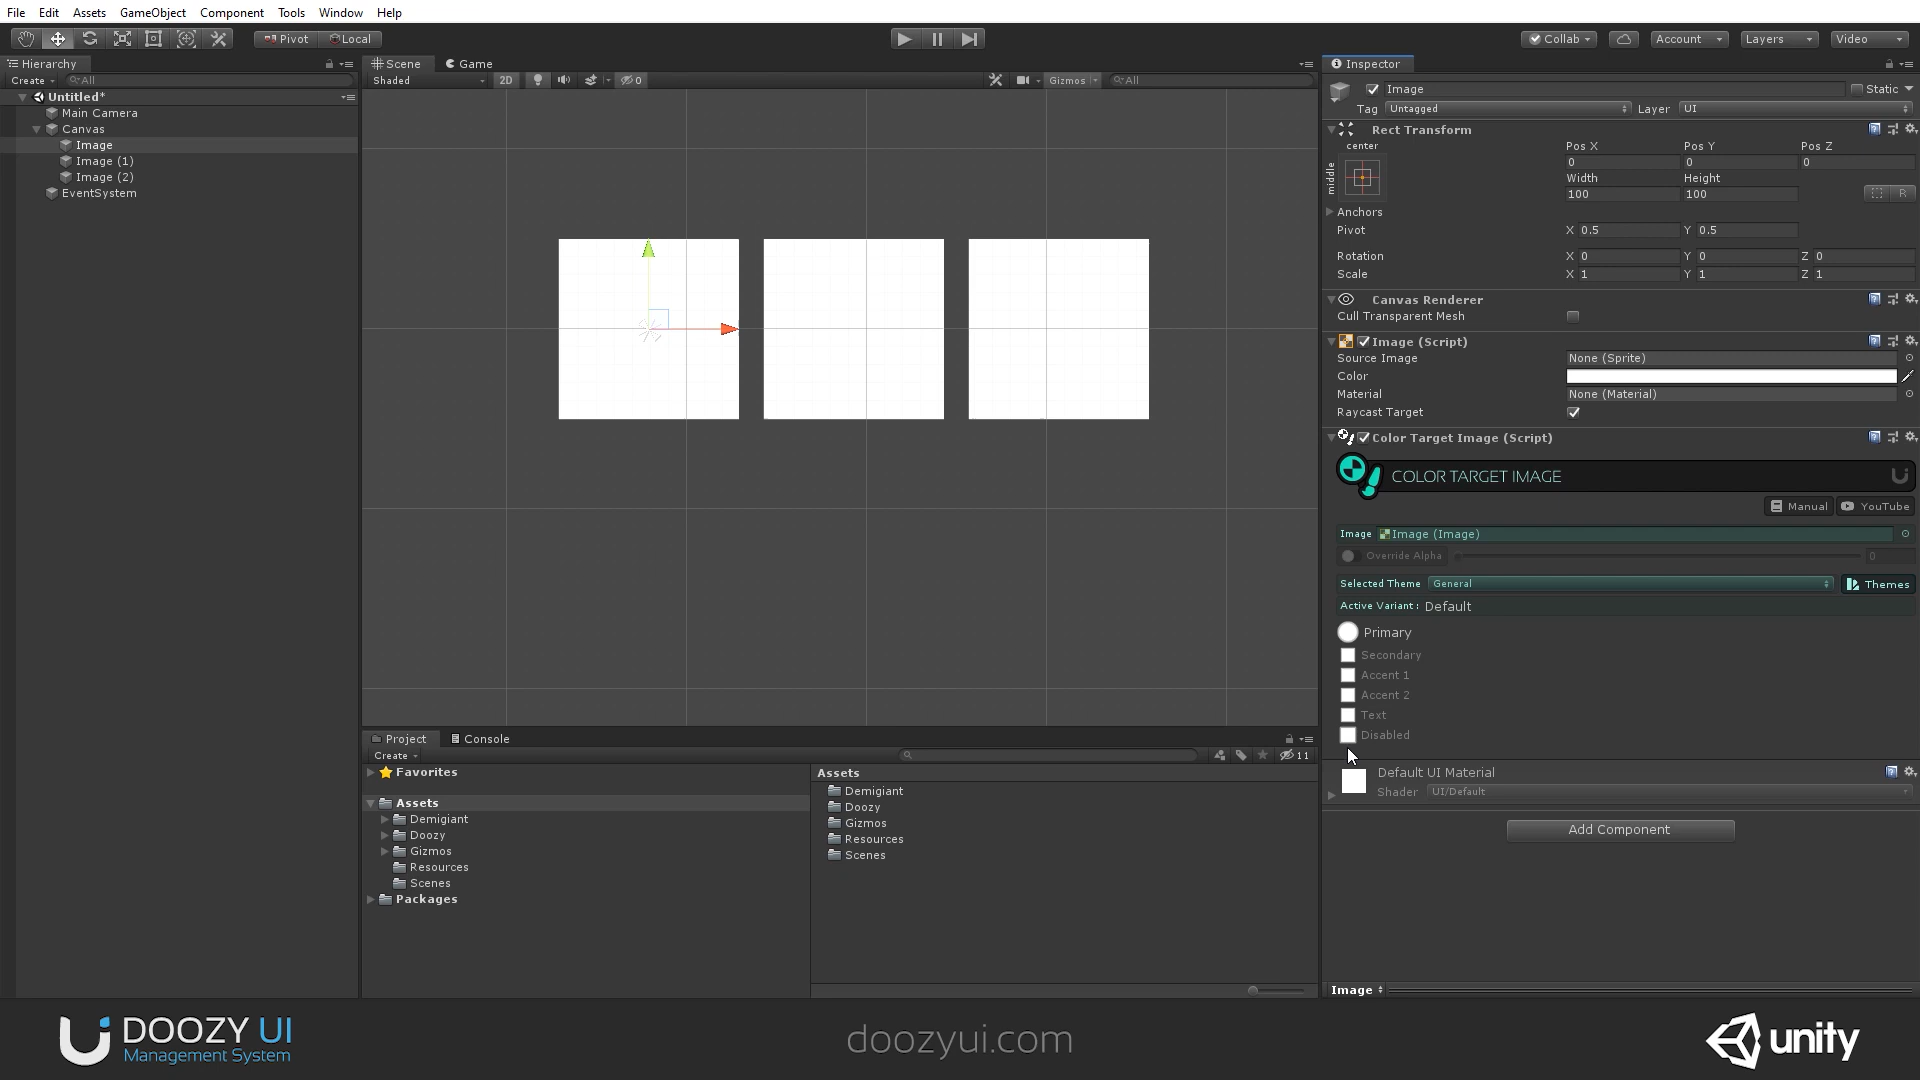 File Edit Assets GameObject Component Tools Window Help
Pivot Local
Collab Account Layers Video
Hierarchy
Create All
Untitled*
Main Camera
Canvas
Image
Image (1)
Image (2)
EventSystem
Scene Game
Shaded 2D 0 Gizmos All
Inspector
Image Static
Tag Untagged Layer UI
Rect Transform
center
middle
Pos X Pos Y Pos Z
0 0 0
Width Height
100 100 R
Anchors
Pivot X 0.5 Y 0.5
Rotation X 0 Y 0 Z 0
Scale X 1 Y 1 Z 1
Canvas Renderer
Cull Transparent Mesh
Image (Script)
Source Image None (Sprite)
Color
Material None (Material)
Raycast Target
Color Target Image (Script)
COLOR TARGET IMAGE
Manual YouTube
Image Image (Image)
Override Alpha 0
Selected Theme General Themes
Active Variant: Default
Primary
Secondary
Accent 1
Accent 2
Text
Disabled
Default UI Material
Shader UI/Default
Add Component
Image
Project Console
Create 11
Favorites
Assets
Demigiant
Doozy
Gizmos
Resources
Scenes
Packages
Assets
Demigiant
Doozy
Gizmos
Resources
Scenes
DOOZY UI
Management System
doozyui.com
unity